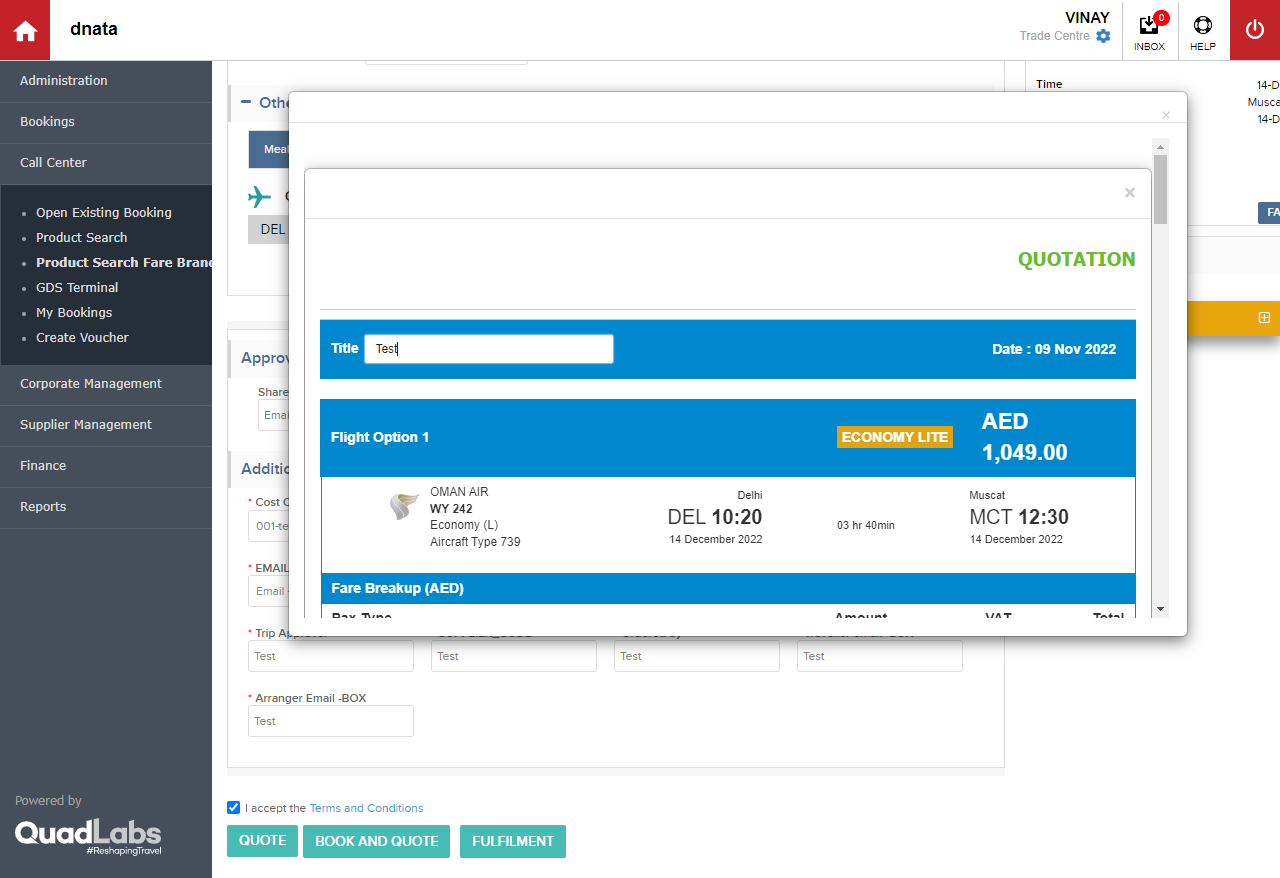 dnata
VINAY
Trade Centre
0
INBOX
HELP
Administration
Bookings
Call Center
Open Existing Booking
Product Search
Product Search Fare Brand
GDS Terminal
My Bookings
Create Voucher
Corporate Management
Supplier Management
Finance
Reports
Powered by
QuadLabs
#ReshapingTravel
Time
14-D
Musca
14-D
FA
Othe
Meal
DEL
×
×
QUOTATION
Title Test
Date : 09 Nov 2022
Flight Option 1
ECONOMY LITE
AED
1,049.00
OMAN AIR
WY 242
Economy (L)
Aircraft Type 739
Delhi
DEL 10:20
14 December 2022
03 hr 40min
Muscat
MCT 12:30
14 December 2022
Fare Breakup (AED)
Pax Type Amount VAT Total
Approv
Share
Email
Additio
* Cost C
001-te
* EMAIL
Email -
* Trip Approver
Test
Test
Test
Test
* Arranger Email -BOX
Test
I accept the Terms and Conditions
QUOTE
BOOK AND QUOTE
FULFILMENT